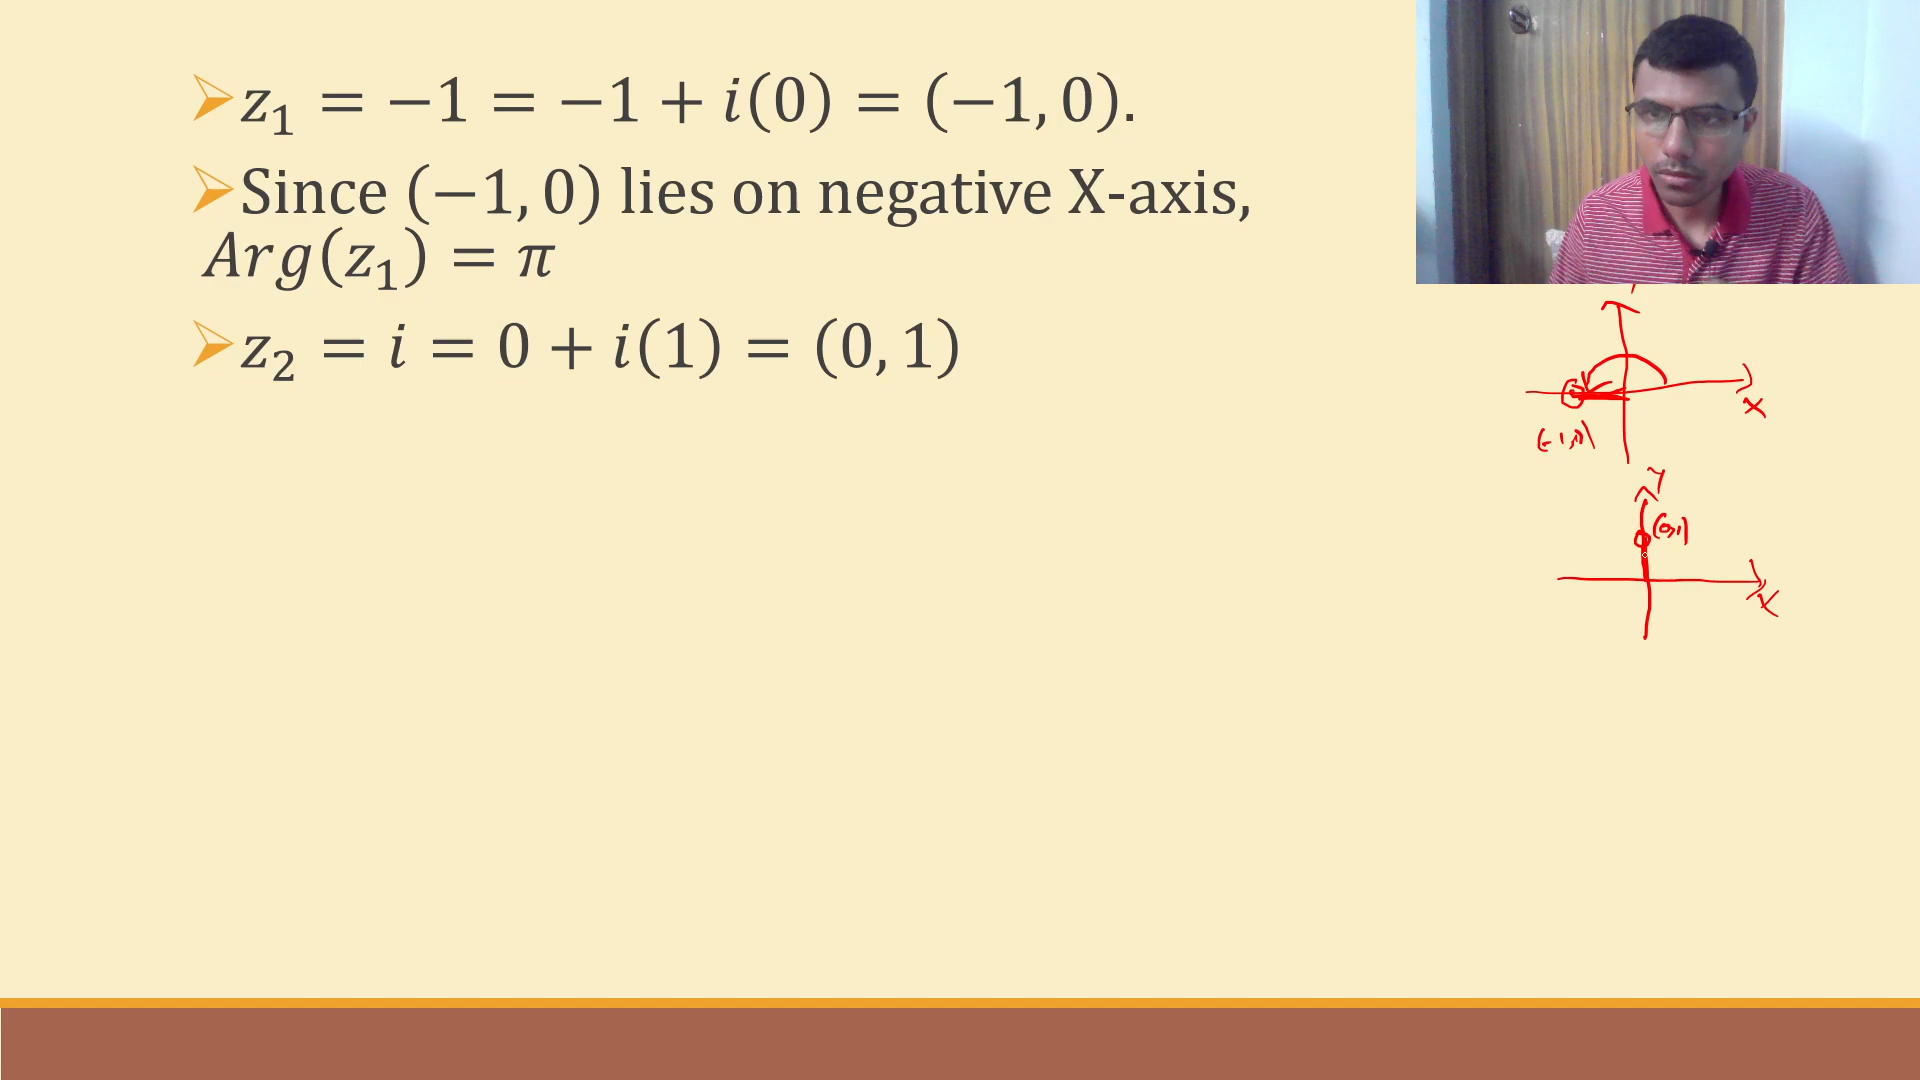 z₁ = −1 = −1 + i(0) = (−1, 0).
Since (−1, 0) lies on negative X-axis,
Arg(z₁) = π
z₂ = i = 0 + i(1) = (0, 1)
x
(-1,0)
y
(0,1)
x